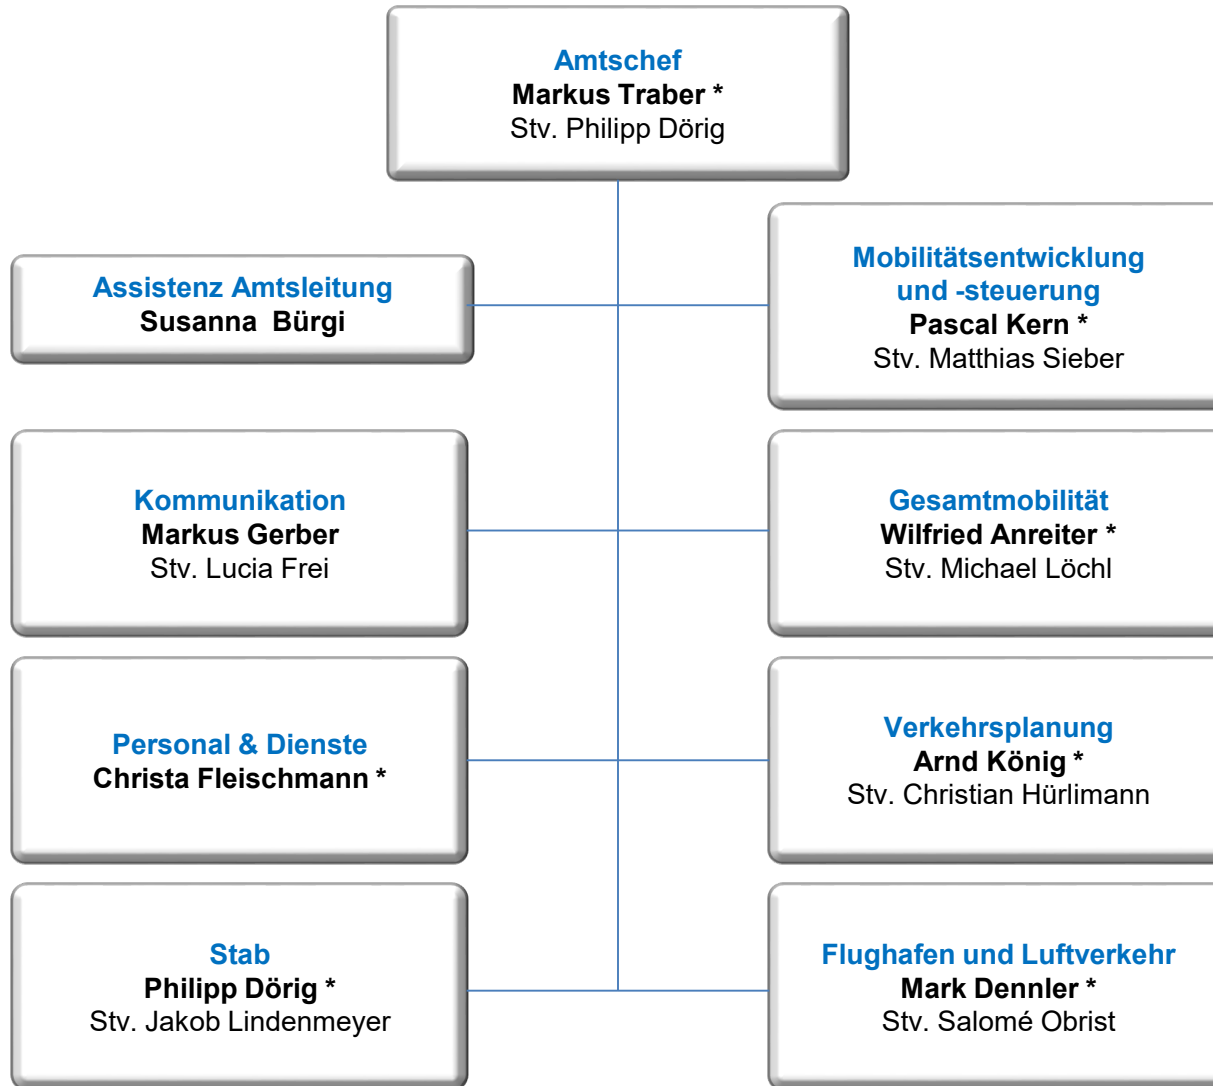 Amtschef
Markus Traber *
Stv. Philipp Dörig
Assistenz Amtsleitung
Susanna  Bürgi
Mobilitätsentwicklung
und -steuerung
Pascal Kern *
Stv. Matthias Sieber
Kommunikation
Markus Gerber
Stv. Lucia Frei
Gesamtmobilität
Wilfried Anreiter *
Stv. Michael Löchl
Personal & Dienste
Christa Fleischmann *
Verkehrsplanung
Arnd König *
Stv. Christian Hürlimann
Stab
Philipp Dörig *
Stv. Jakob Lindenmeyer
Flughafen und Luftverkehr
Mark Dennler *
Stv. Salomé Obrist